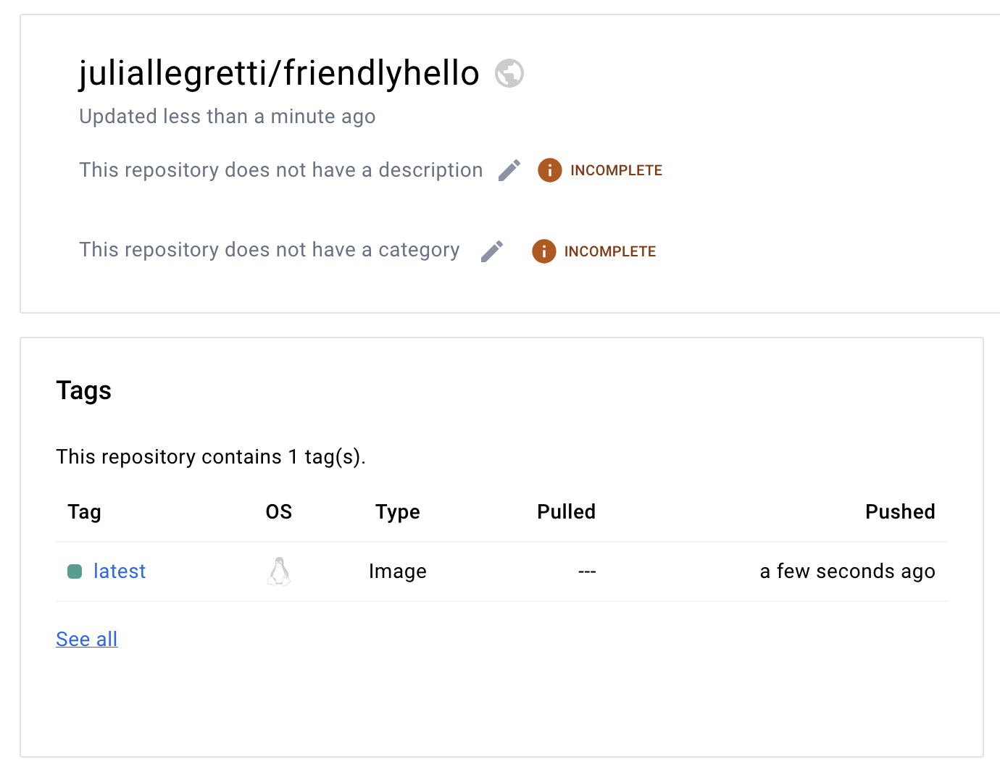 juliallegretti/friendlyhello
Updated less than a minute ago
This repository does not have a description INCOMPLETE
This repository does not have a category INCOMPLETE
Tags
This repository contains 1 tag(s).
Tag OS Type Pulled Pushed
latest Image --- a few seconds ago
See all